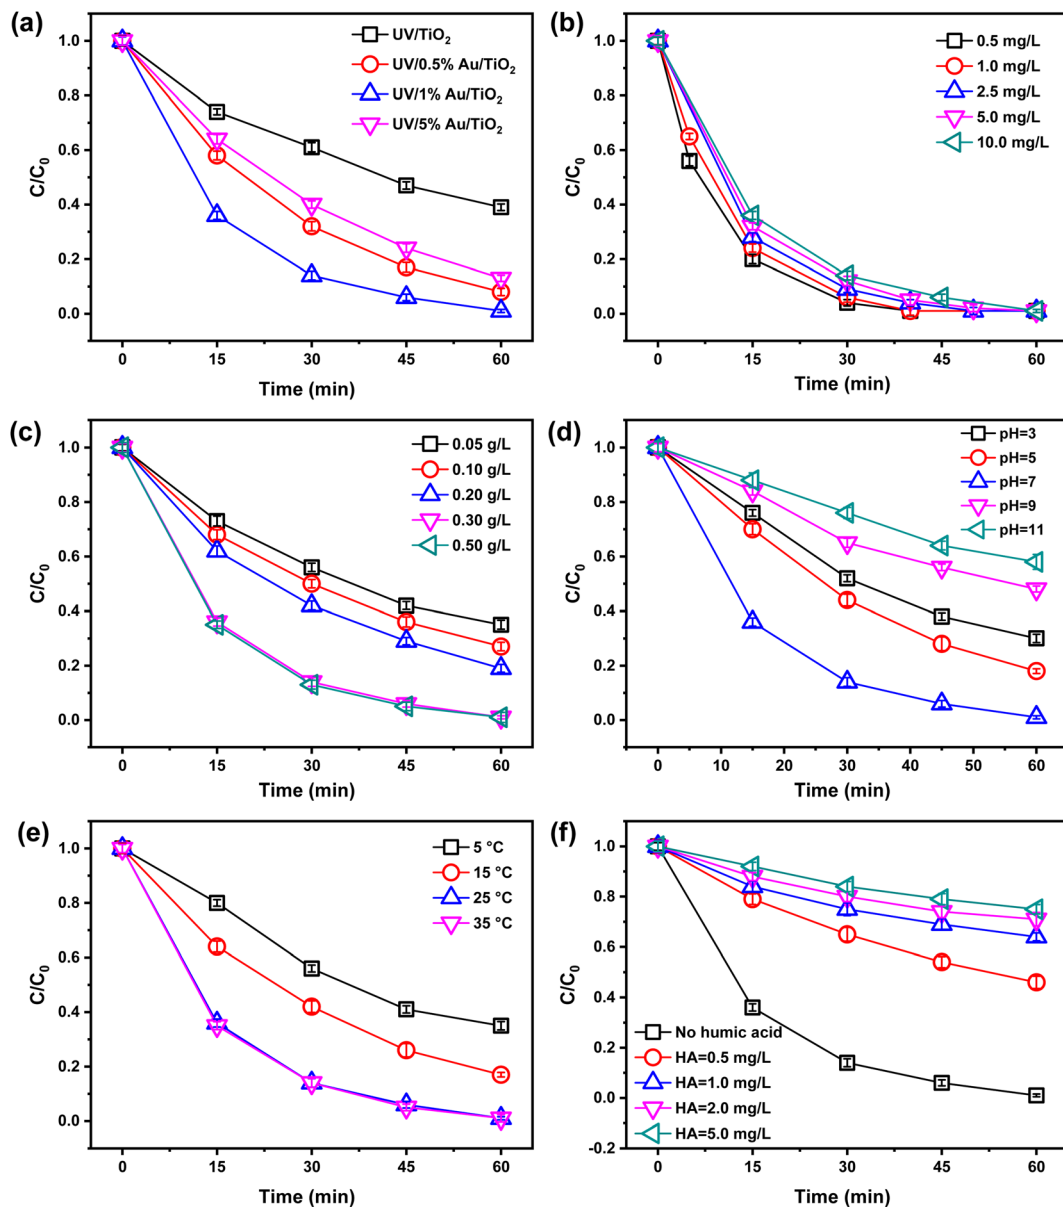 (a)
UV/TiO₂
UV/0.5% Au/TiO₂
UV/1% Au/TiO₂
UV/5% Au/TiO₂
1.0
0.8
0.6
0.4
0.2
0.0
C/C₀
0 15 30 45 60
Time (min)
(b)
0.5 mg/L
1.0 mg/L
2.5 mg/L
5.0 mg/L
10.0 mg/L
1.0
0.8
0.6
0.4
0.2
0.0
C/C₀
0 15 30 45 60
Time (min)
(c)
0.05 g/L
0.10 g/L
0.20 g/L
0.30 g/L
0.50 g/L
1.0
0.8
0.6
0.4
0.2
0.0
C/C₀
0 15 30 45 60
Time (min)
(d)
pH=3
pH=5
pH=7
pH=9
pH=11
1.0
0.8
0.6
0.4
0.2
0.0
C/C₀
0 10 20 30 40 50 60
Time (min)
(e)
5 °C
15 °C
25 °C
35 °C
1.0
0.8
0.6
0.4
0.2
0.0
C/C₀
0 15 30 45 60
Time (min)
(f)
1.0
0.8
0.6
0.4
0.2
0.0
-0.2
C/C₀
No humic acid
HA=0.5 mg/L
HA=1.0 mg/L
HA=2.0 mg/L
HA=5.0 mg/L
0 15 30 45 60
Time (min)